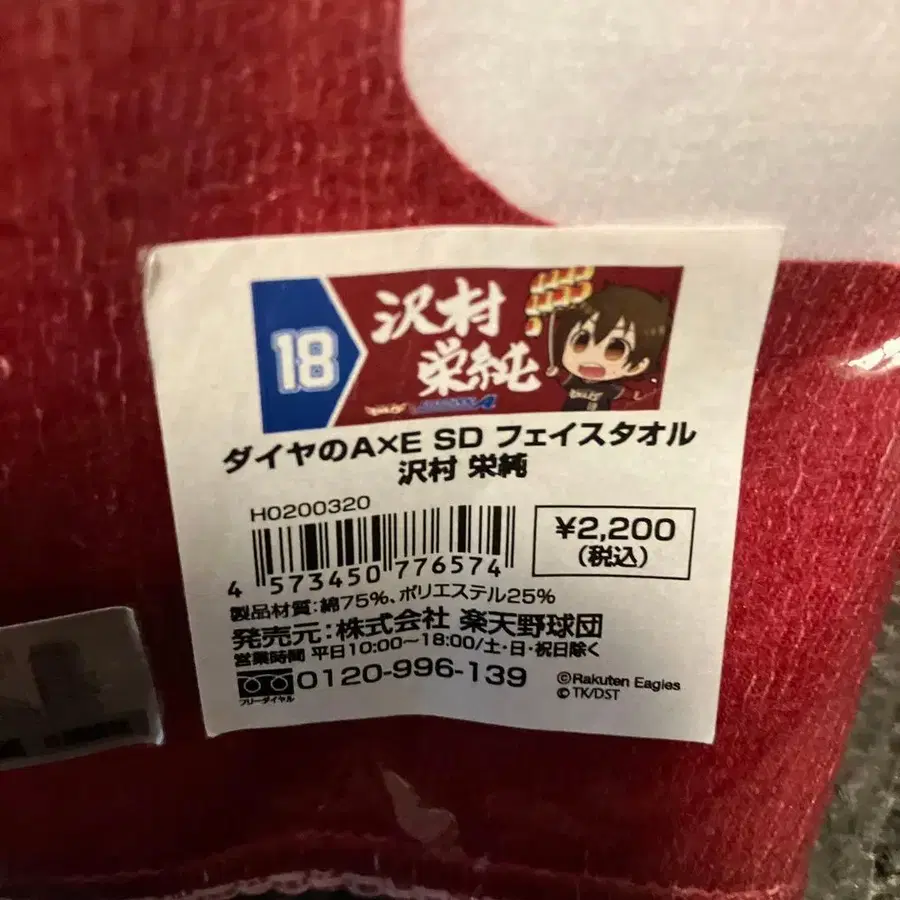 18
沢村
栄純
ダイヤのA×E SD フェイスタオル
沢村 栄純
H0200320
¥2,200
(税込)
4 573450 776574
製品材質:綿75%、ポリエステル25%
発売元:株式会社 楽天野球団
営業時間 平日10:00〜18:00/土・日・祝日除く
フリーダイヤル
0120-996-139
©Rakuten Eagles
©TK/DST